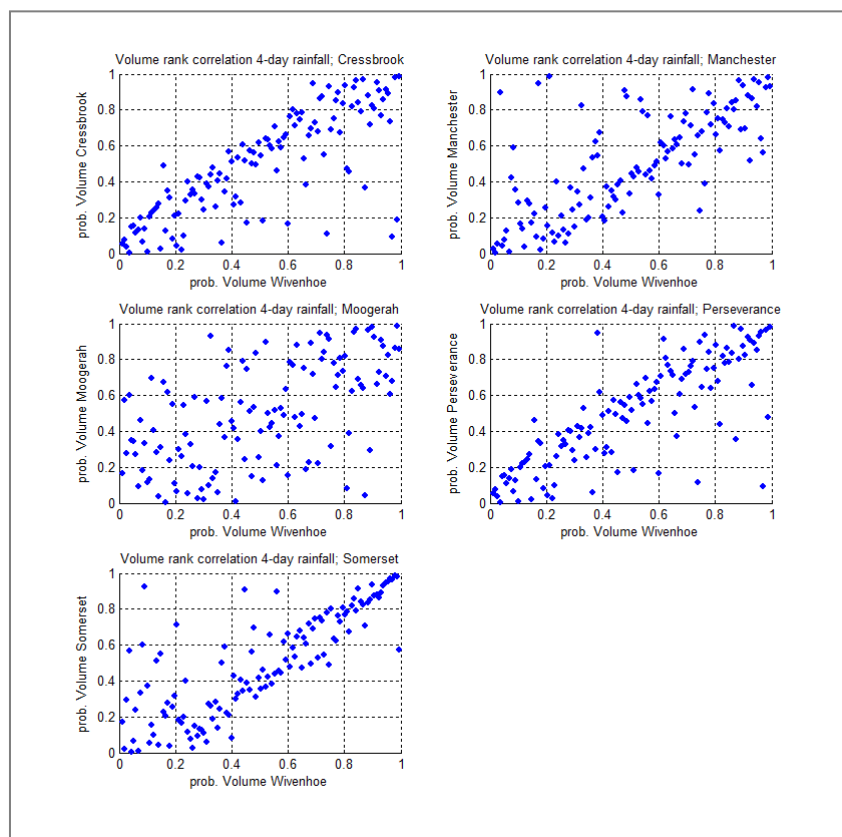 Volume rank correlation 4-day rainfall; Cressbrook
prob. Volume Cressbrook
1
0.8
0.6
0.4
0.2
0
0 0.2 0.4 0.6 0.8 1
prob. Volume Wivenhoe
Volume rank correlation 4-day rainfall; Manchester
prob. Volume Manchester
1
0.8
0.6
0.4
0.2
0
0 0.2 0.4 0.6 0.8 1
prob. Volume Wivenhoe
Volume rank correlation 4-day rainfall; Moogerah
prob. Volume Moogerah
1
0.8
0.6
0.4
0.2
0
0 0.2 0.4 0.6 0.8 1
prob. Volume Wivenhoe
Volume rank correlation 4-day rainfall; Perseverance
prob. Volume Perseverance
1
0.8
0.6
0.4
0.2
0
0 0.2 0.4 0.6 0.8 1
prob. Volume Wivenhoe
Volume rank correlation 4-day rainfall; Somerset
prob. Volume Somerset
1
0.8
0.6
0.4
0.2
0
0 0.2 0.4 0.6 0.8 1
prob. Volume Wivenhoe